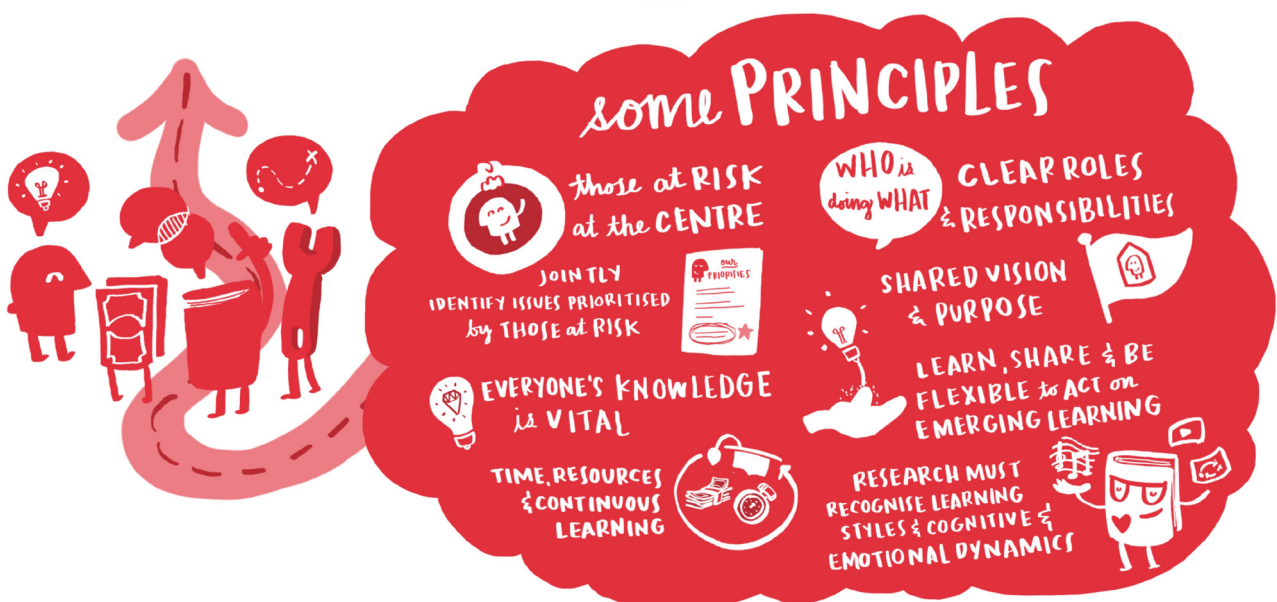 some PRINCIPLES
those at RISK
at the CENTRE
JOINTLY
IDENTIFY ISSUES PRIORITISED
by THOSE at RISK
our
PRIORITIES
EVERYONE'S KNOWLEDGE
is VITAL
TIME, RESOURCES
& CONTINUOUS
LEARNING
WHO is
doing WHAT
CLEAR ROLES
& RESPONSIBILITIES
SHARED VISION
& PURPOSE
LEARN, SHARE & BE
FLEXIBLE to ACT on
EMERGING LEARNING
RESEARCH MUST
RECOGNISE LEARNING
STYLES & COGNITIVE &
EMOTIONAL DYNAMICS